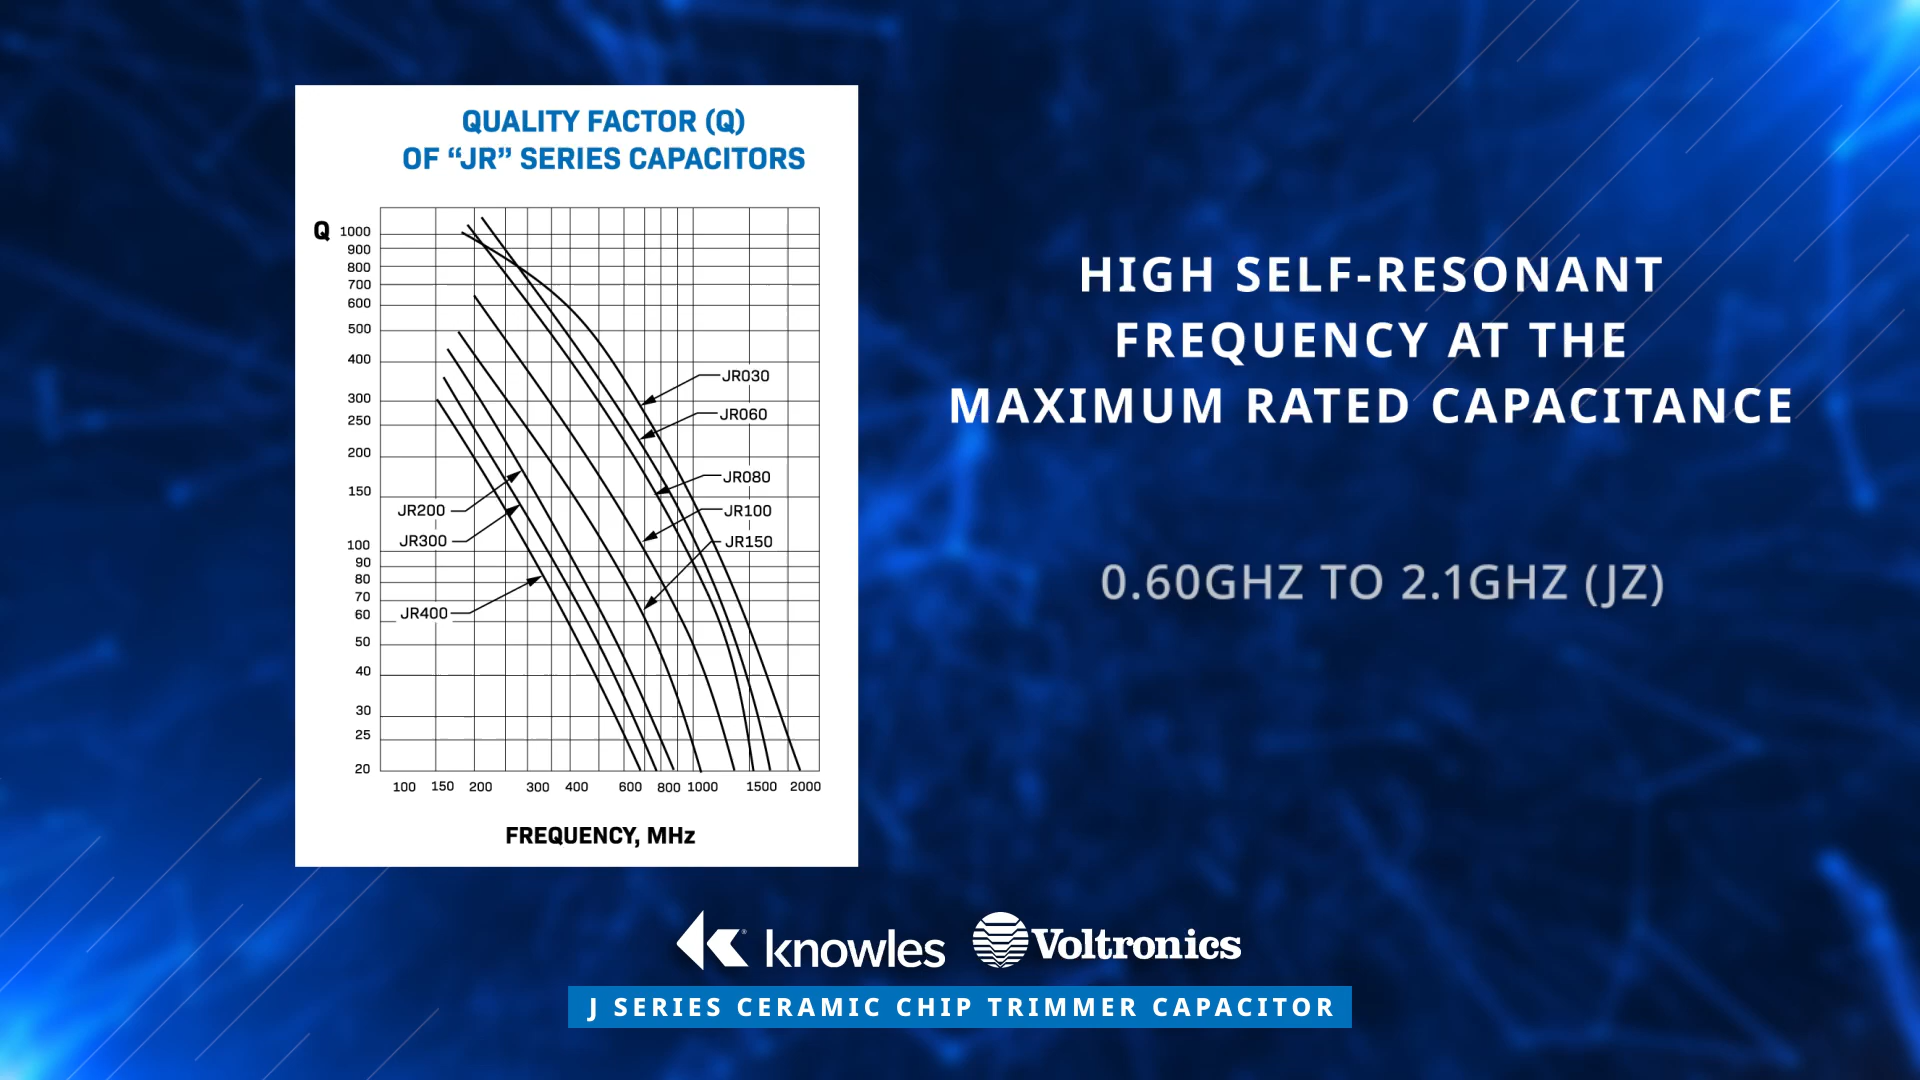 QUALITY FACTOR (Q)
OF “JR” SERIES CAPACITORS
Q
1000
900
800
700
600
500
400
300
250
200
150
100
90
80
70
60
50
40
30
25
20
JR030
JR060
JR080
JR100
JR150
JR200
JR300
JR400
100 150 200 300 400 600 800 1000 1500 2000
FREQUENCY, MHz
HIGH SELF-RESONANT
FREQUENCY AT THE
MAXIMUM RATED CAPACITANCE
0.60GHZ TO 2.1GHZ (JZ)
knowles Voltronics
J SERIES CERAMIC CHIP TRIMMER CAPACITOR